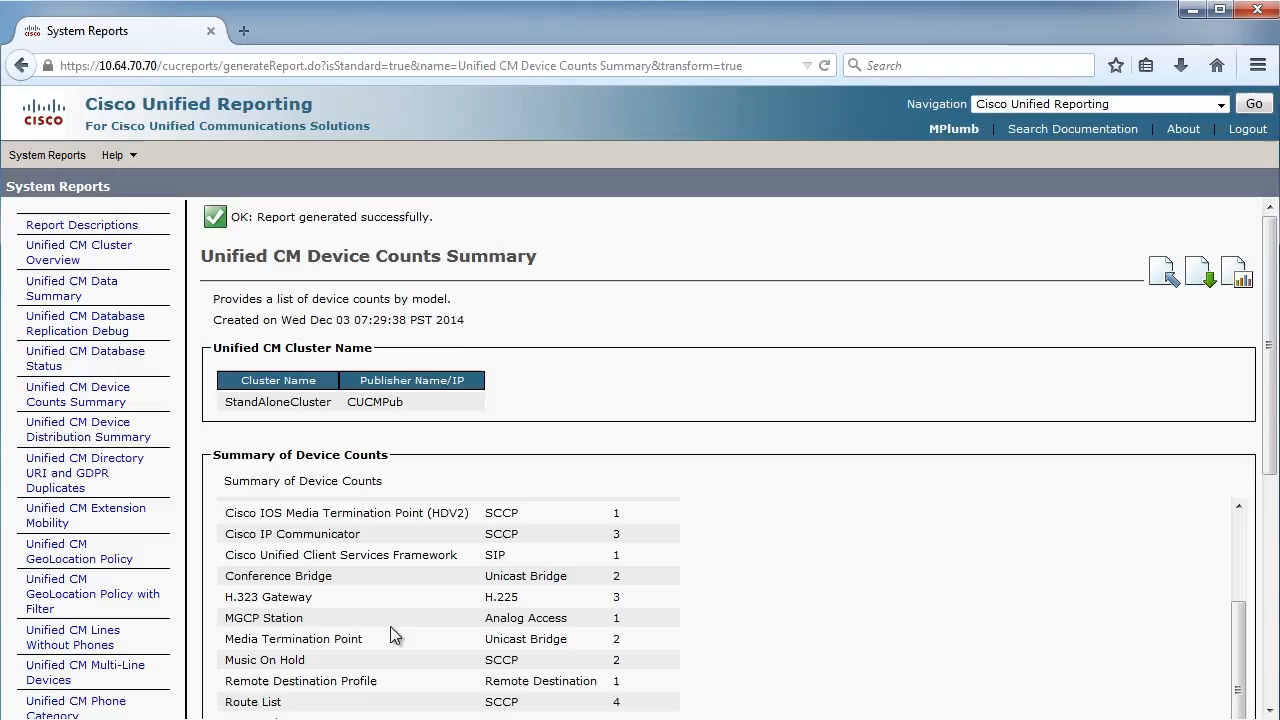 System Reports
https://10.64.70.70/cucreports/generateReport.do?isStandard=true&name=Unified CM Device Counts Summary&transform=true
Search
CISCO
Cisco Unified Reporting
For Cisco Unified Communications Solutions
Navigation Cisco Unified Reporting Go
MPlumb | Search Documentation | About | Logout
System Reports Help
System Reports
Report Descriptions
Unified CM Cluster
Overview
Unified CM Data
Summary
Unified CM Database
Replication Debug
Unified CM Database
Status
Unified CM Device
Counts Summary
Unified CM Device
Distribution Summary
Unified CM Directory
URI and GDPR
Duplicates
Unified CM Extension
Mobility
Unified CM
GeoLocation Policy
Unified CM
GeoLocation Policy with
Filter
Unified CM Lines
Without Phones
Unified CM Multi-Line
Devices
Unified CM Phone
Category
OK: Report generated successfully.
Unified CM Device Counts Summary
Provides a list of device counts by model.
Created on Wed Dec 03 07:29:38 PST 2014
Unified CM Cluster Name
Cluster Name Publisher Name/IP
StandAloneCluster CUCMPub
Summary of Device Counts
Summary of Device Counts
Cisco IOS Media Termination Point (HDV2) SCCP 1
Cisco IP Communicator SCCP 3
Cisco Unified Client Services Framework SIP 1
Conference Bridge Unicast Bridge 2
H.323 Gateway H.225 3
MGCP Station Analog Access 1
Media Termination Point Unicast Bridge 2
Music On Hold SCCP 2
Remote Destination Profile Remote Destination 1
Route List SCCP 4